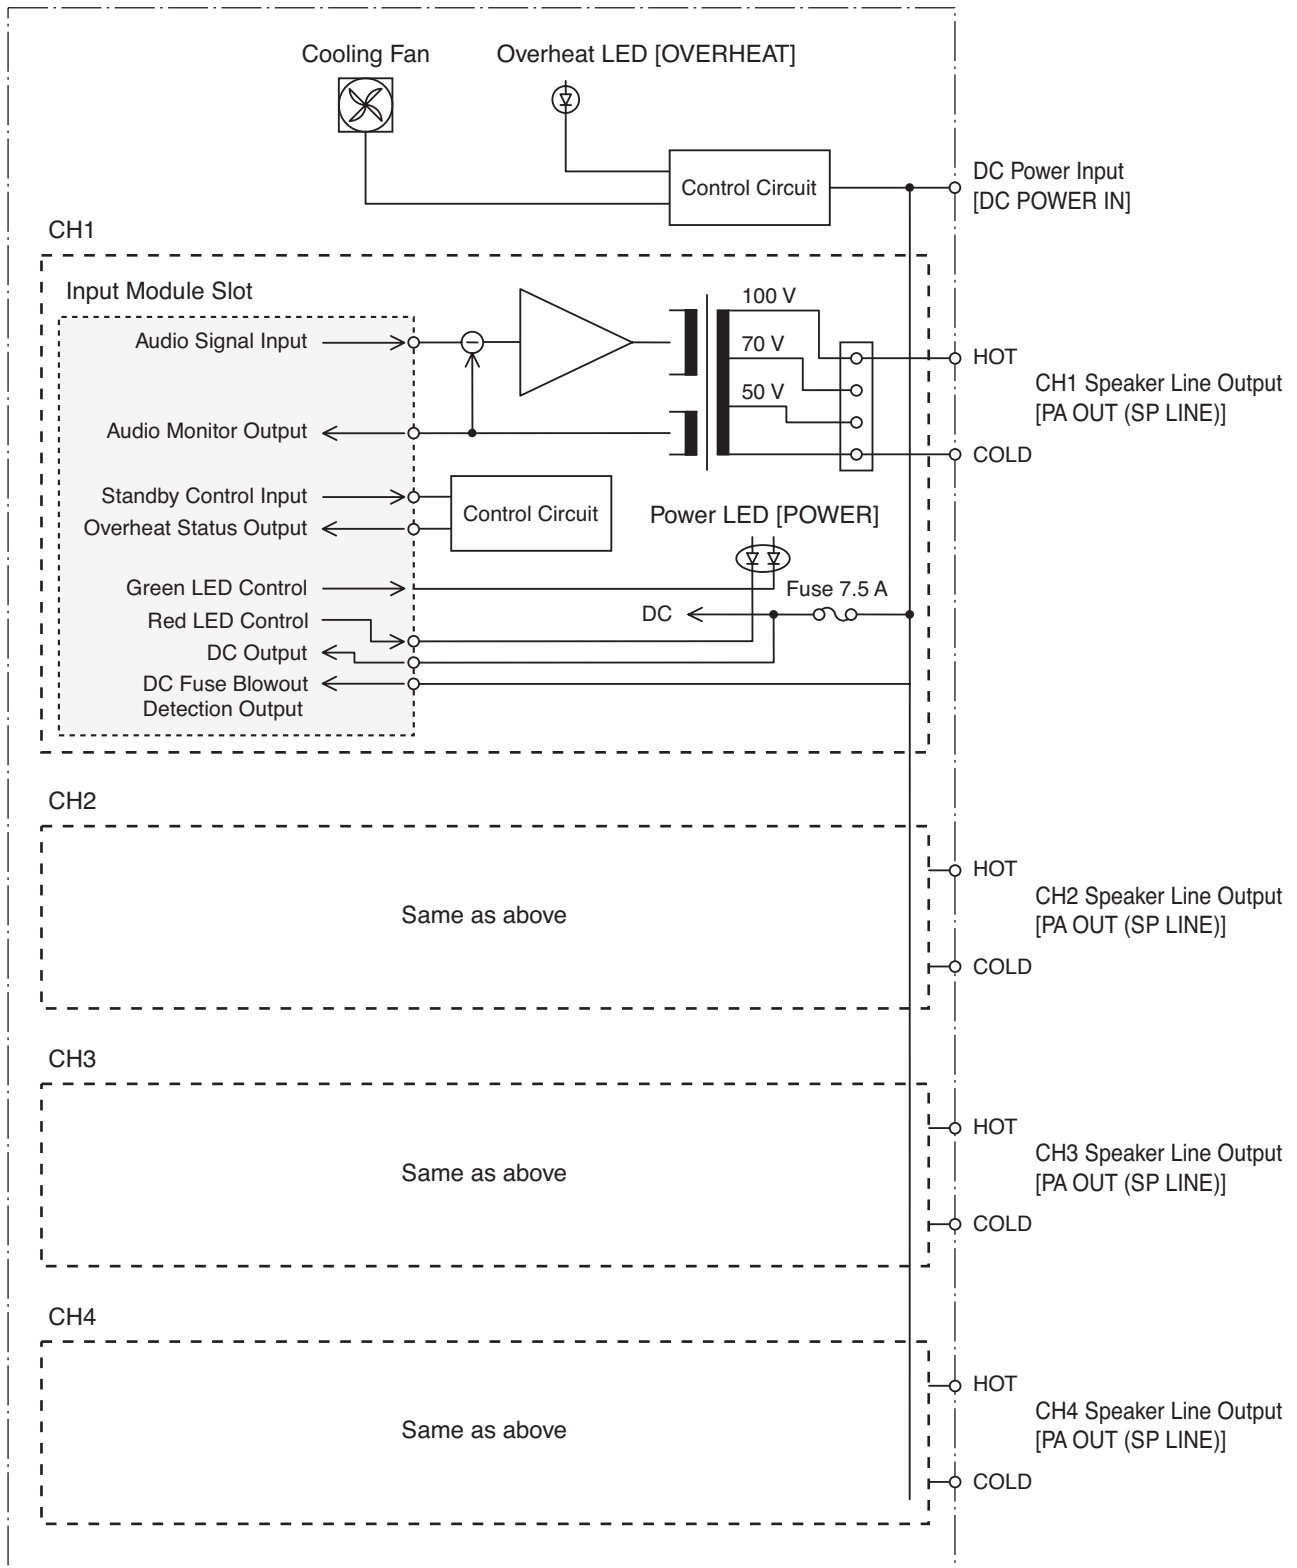 Cooling Fan
Overheat LED [OVERHEAT]
Control Circuit
DC Power Input
[DC POWER IN]
CH1
Input Module Slot
100 V
Audio Signal Input
70 V
HOT
CH1 Speaker Line Output
[PA OUT (SP LINE)]
50 V
Audio Monitor Output
COLD
Standby Control Input
Control Circuit
Power LED [POWER]
Overheat Status Output
Green LED Control
Fuse 7.5 A
Red LED Control
DC
DC Output
DC Fuse Blowout
Detection Output
CH2
HOT
CH2 Speaker Line Output
[PA OUT (SP LINE)]
Same as above
COLD
CH3
HOT
CH3 Speaker Line Output
[PA OUT (SP LINE)]
Same as above
COLD
CH4
HOT
CH4 Speaker Line Output
[PA OUT (SP LINE)]
Same as above
COLD